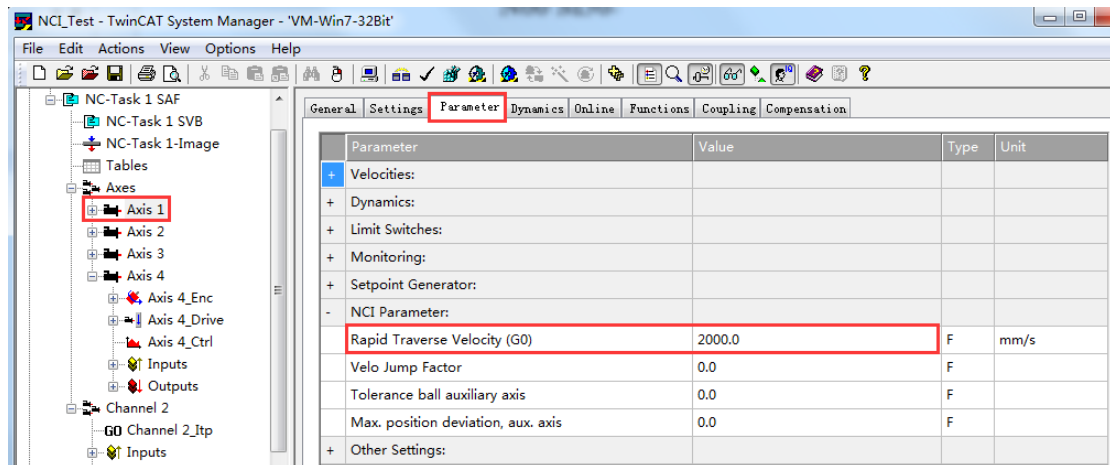 NCI_Test - TwinCAT System Manager - 'VM-Win7-32Bit'
File Edit Actions View Options Help
NC-Task 1 SAF
NC-Task 1 SVB
NC-Task 1-Image
Tables
Axes
Axis 1
Axis 2
Axis 3
Axis 4
Axis 4_Enc
Axis 4_Drive
Axis 4_Ctrl
Inputs
Outputs
Channel 2
GO Channel 2_Itp
Inputs
General Settings Parameter Dynamics Online Functions Coupling Compensation
Parameter Value Type Unit
+ Velocities:
+ Dynamics:
+ Limit Switches:
+ Monitoring:
+ Setpoint Generator:
- NCI Parameter:
Rapid Traverse Velocity (G0) 2000.0 F mm/s
Velo Jump Factor 0.0 F
Tolerance ball auxiliary axis 0.0 F
Max. position deviation, aux. axis 0.0 F
+ Other Settings: